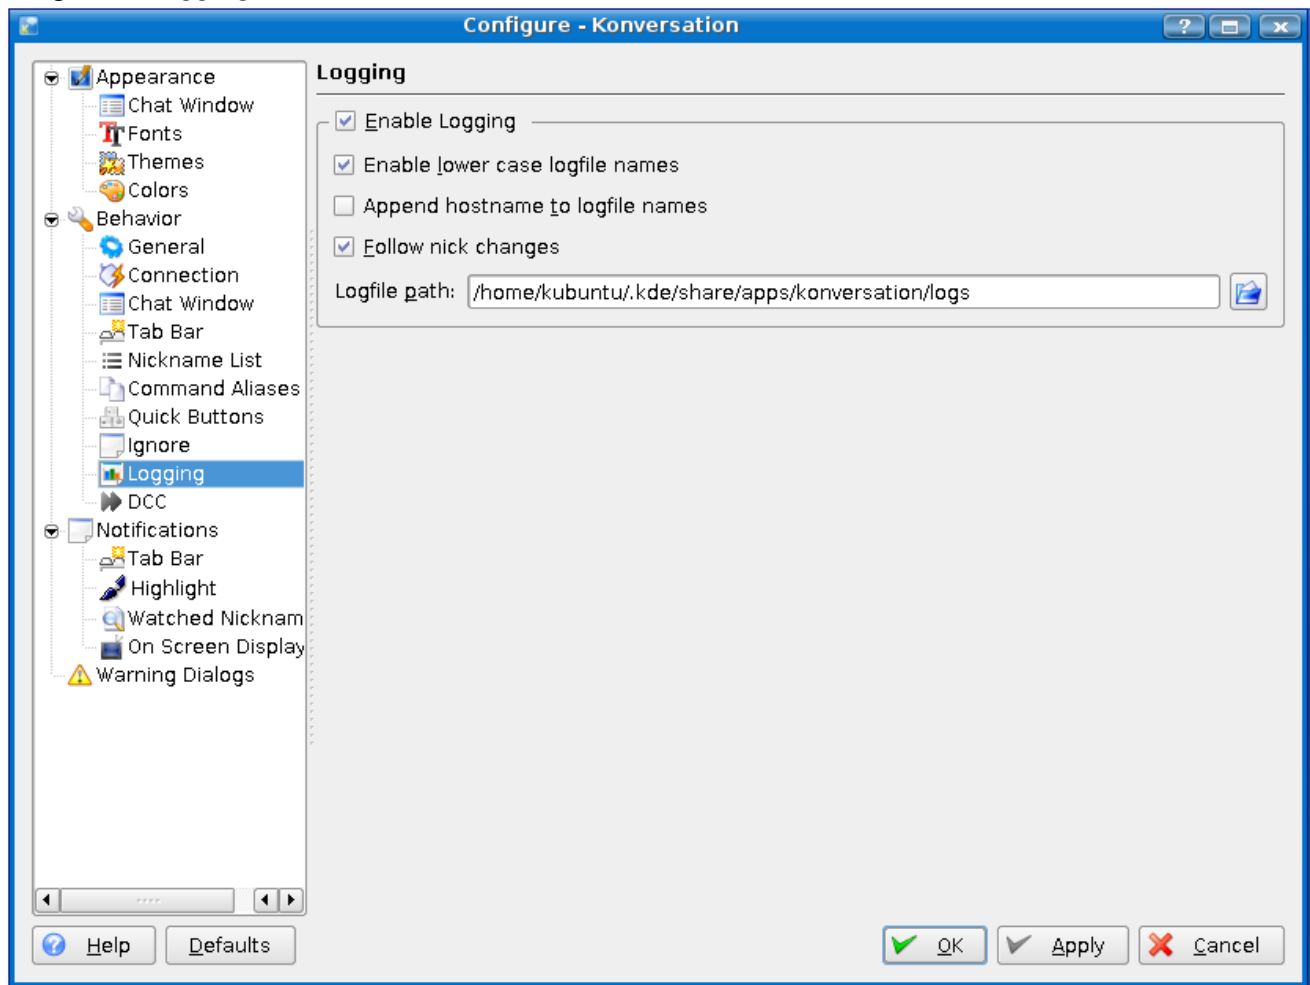 Configure - Konversation
Appearance
Chat Window
Fonts
Themes
Colors
Behavior
General
Connection
Chat Window
Tab Bar
Nickname List
Command Aliases
Quick Buttons
Ignore
Logging
DCC
Notifications
Tab Bar
Highlight
Watched Nicknam
On Screen Display
Warning Dialogs
Logging
Enable Logging
Enable lower case logfile names
Append hostname to logfile names
Follow nick changes
Logfile path: /home/kubuntu/.kde/share/apps/konversation/logs
Help Defaults OK Apply Cancel